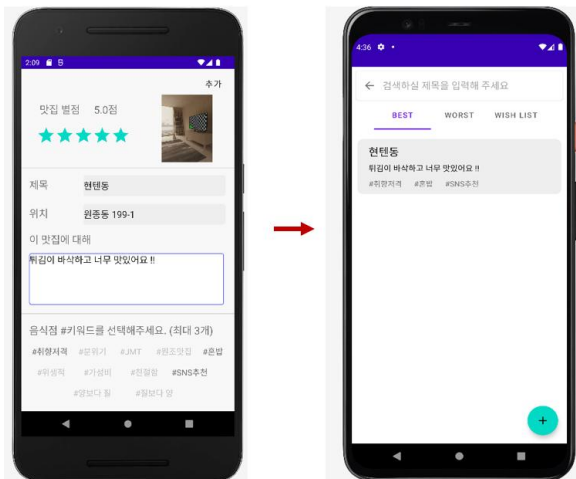 2:09
추가
맛집 별점 5.0점
제목 현텐동
위치 원종동 199-1
이 맛집에 대해
튀김이 바삭하고 너무 맛있어요 !!
음식점 #키워드를 선택해주세요. (최대 3개)
#취향저격 #분위기 #JMT #원조맛집 #혼밥
#위생적 #가성비 #친절함 #SNS추천
#양보다 질 #질보다 양
4:36
검색하실 제목을 입력해 주세요
BEST WORST WISH LIST
현텐동
튀김이 바삭하고 너무 맛있어요 !!
#취향저격 #혼밥 #SNS추천